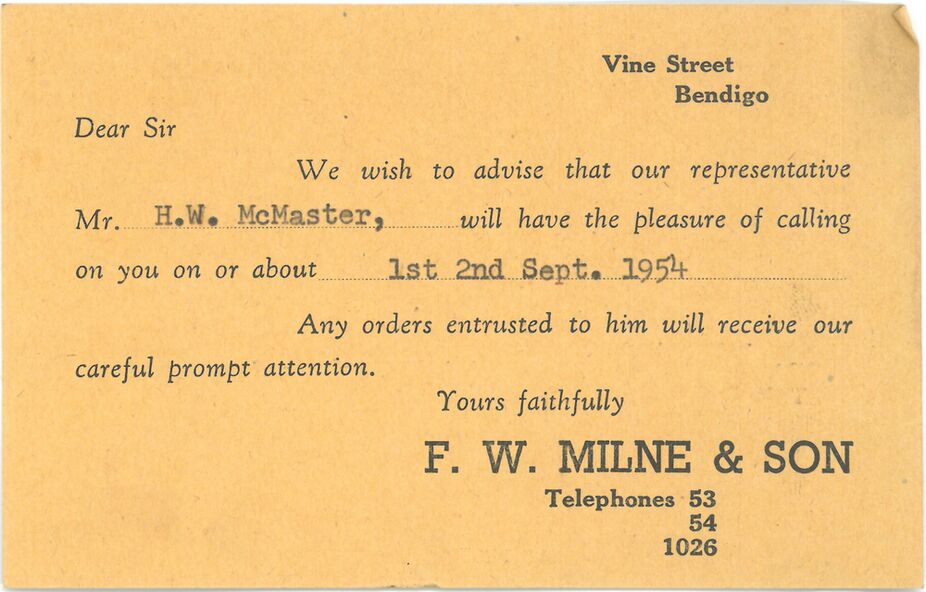 Vine Street
Bendigo
Dear Sir
We wish to advise that our representative
Mr. H.W. McMaster, will have the pleasure of calling
on you on or about 1st 2nd Sept. 1954
Any orders entrusted to him will receive our
careful prompt attention.
Yours faithfully
F. W. MILNE & SON
Telephones 53
54
1026